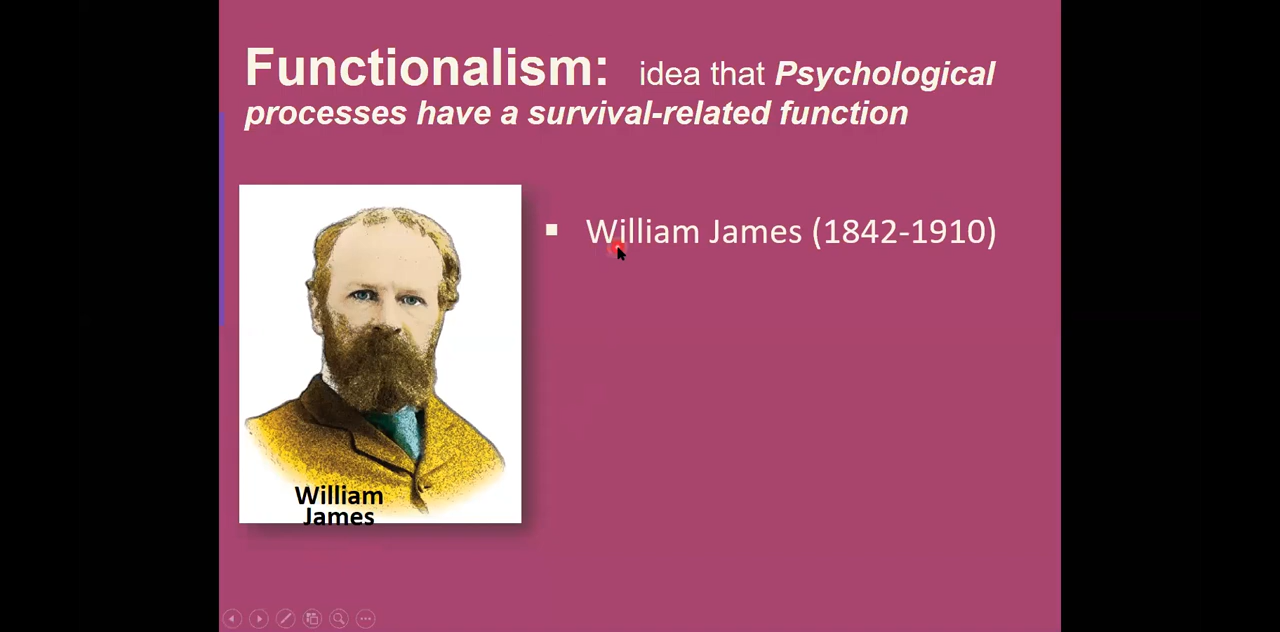 Functionalism: idea that Psychological
processes have a survival-related function
▪ William James (1842-1910)
William
James